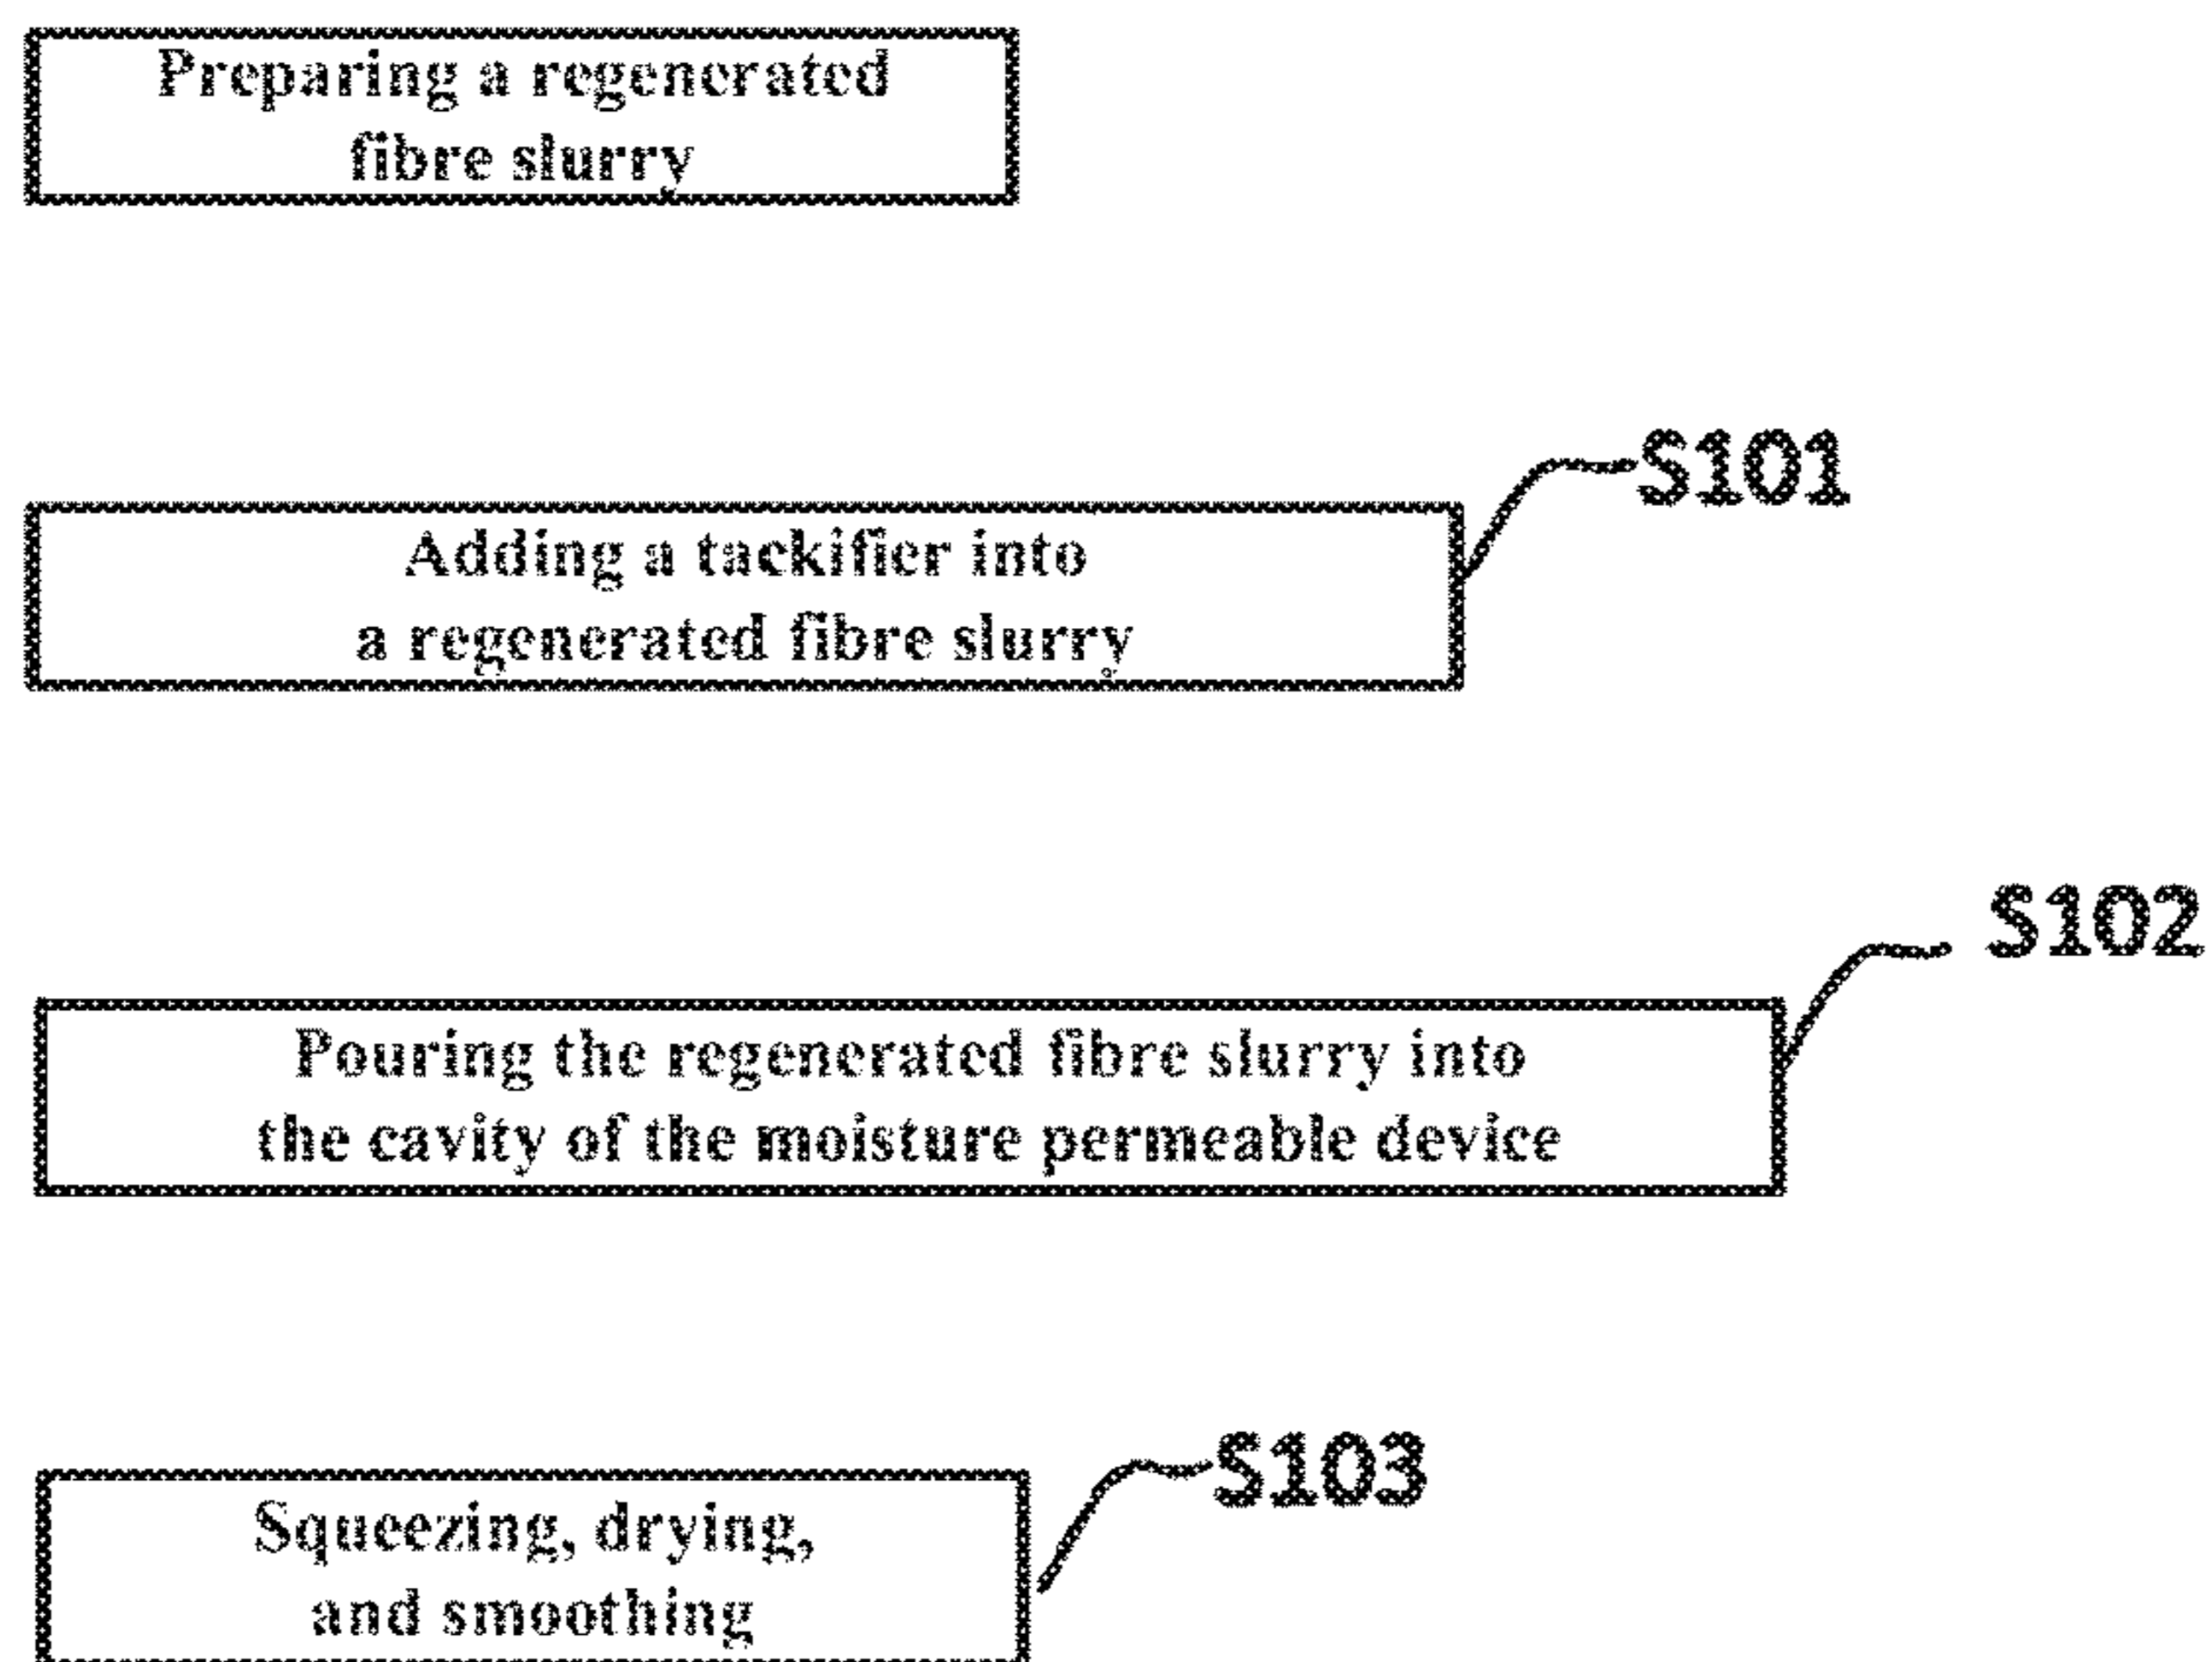 Preparing a regenerated
fibre slurry
S101
Adding a tackifier into
a regenerated fibre slurry
S102
Pouring the regenerated fibre slurry into
the cavity of the moisture permeable device
S103
Squeezing, drying,
and smoothing